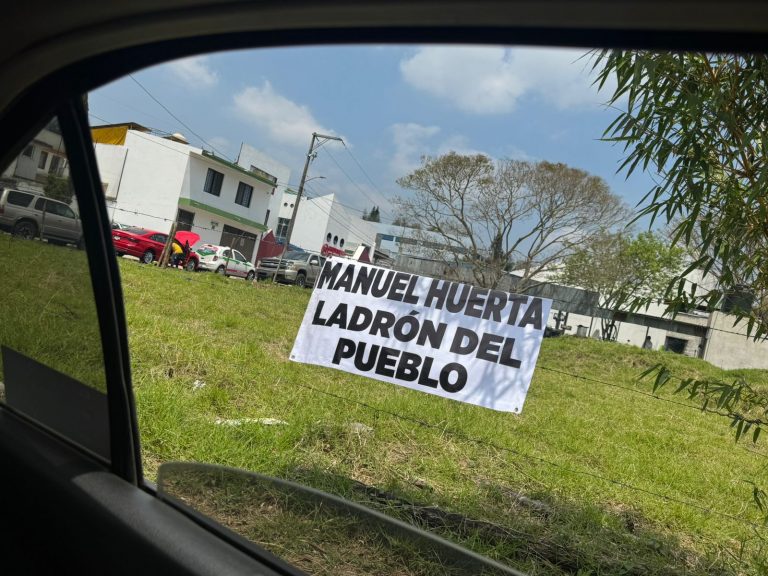 MANUEL HUERTA
LADRÓN DEL
PUEBLO